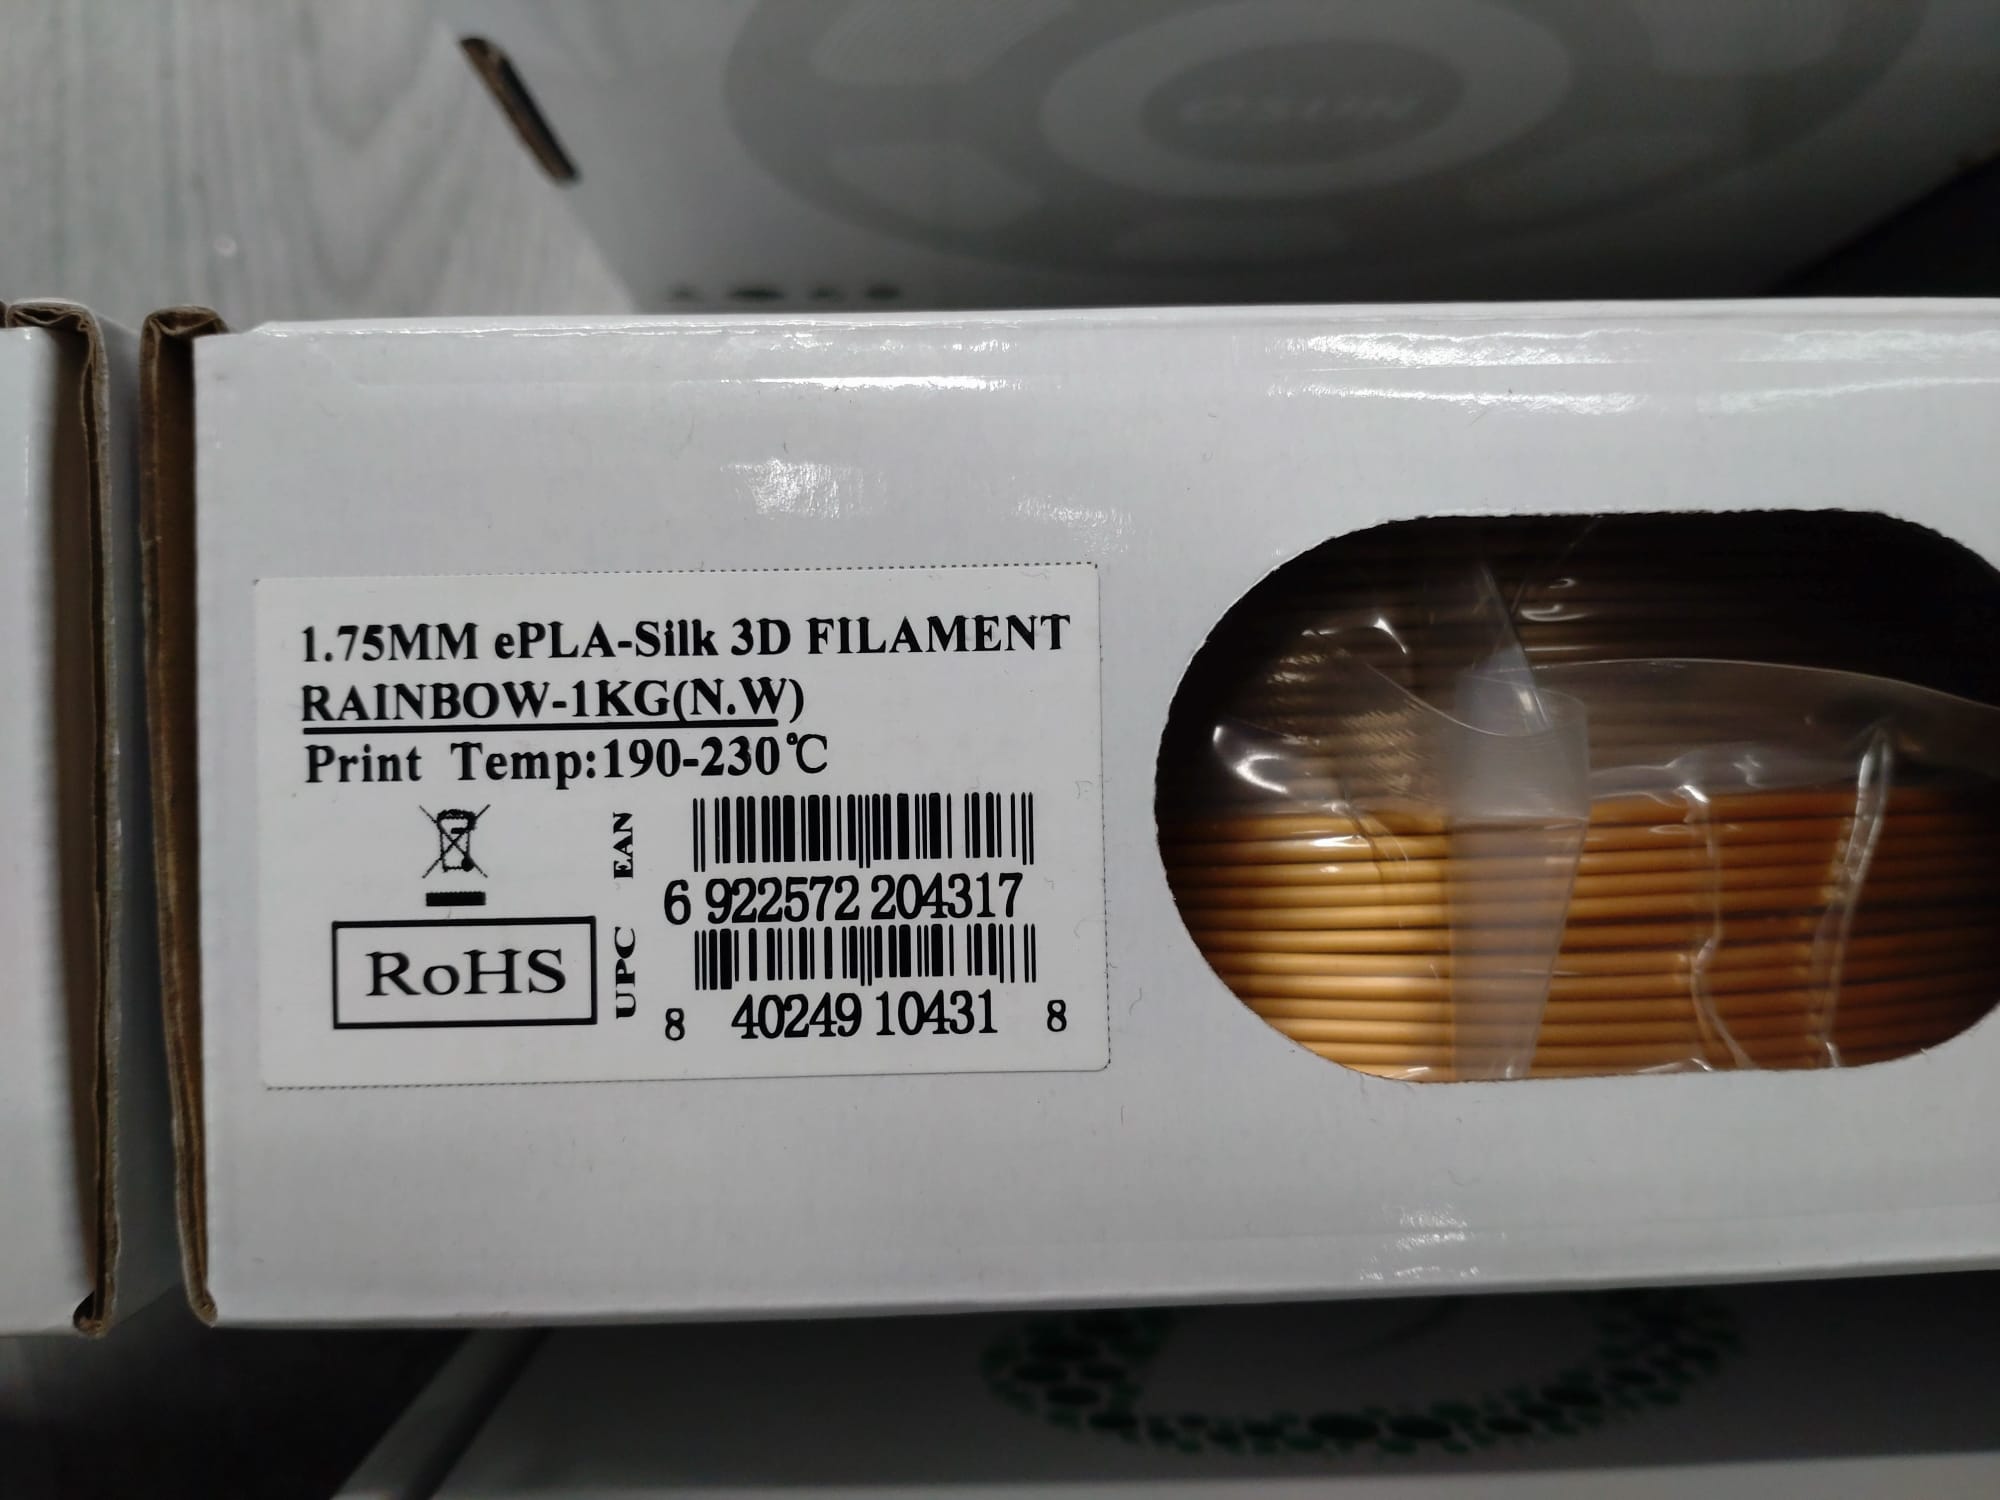 eSUN
1.75MM ePLA-Silk 3D FILAMENT
RAINBOW-1KG(N.W)
Print Temp:190-230℃
EAN
6 922572 204317
RoHS
UPC
8 40249 10431 8